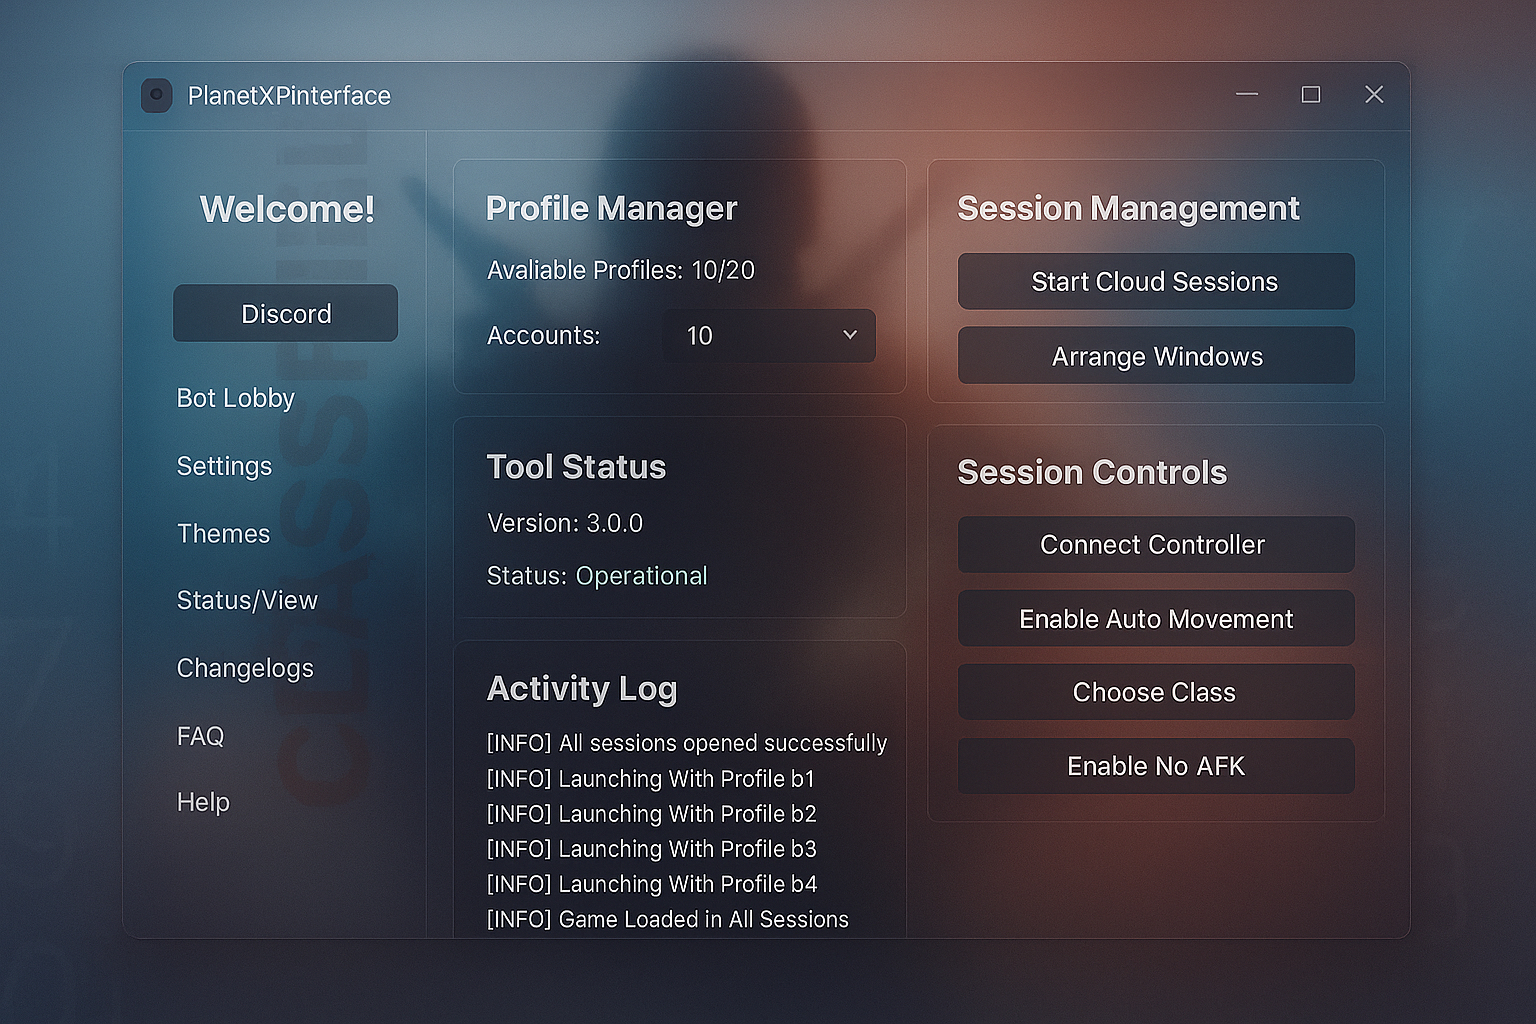 PlanetXPinterface
Welcome!
Discord
Bot Lobby
Settings
Themes
Status/View
Changelogs
FAQ
Help
Profile Manager
Avaliable Profiles: 10/20
Accounts: 10
Tool Status
Version: 3.0.0
Status: Operational
Activity Log
[INFO] All sessions opened successfully
[INFO] Launching With Profile b1
[INFO] Launching With Profile b2
[INFO] Launching With Profile b3
[INFO] Launching With Profile b4
[INFO] Game Loaded in All Sessions
Session Management
Start Cloud Sessions
Arrange Windows
Session Controls
Connect Controller
Enable Auto Movement
Choose Class
Enable No AFK